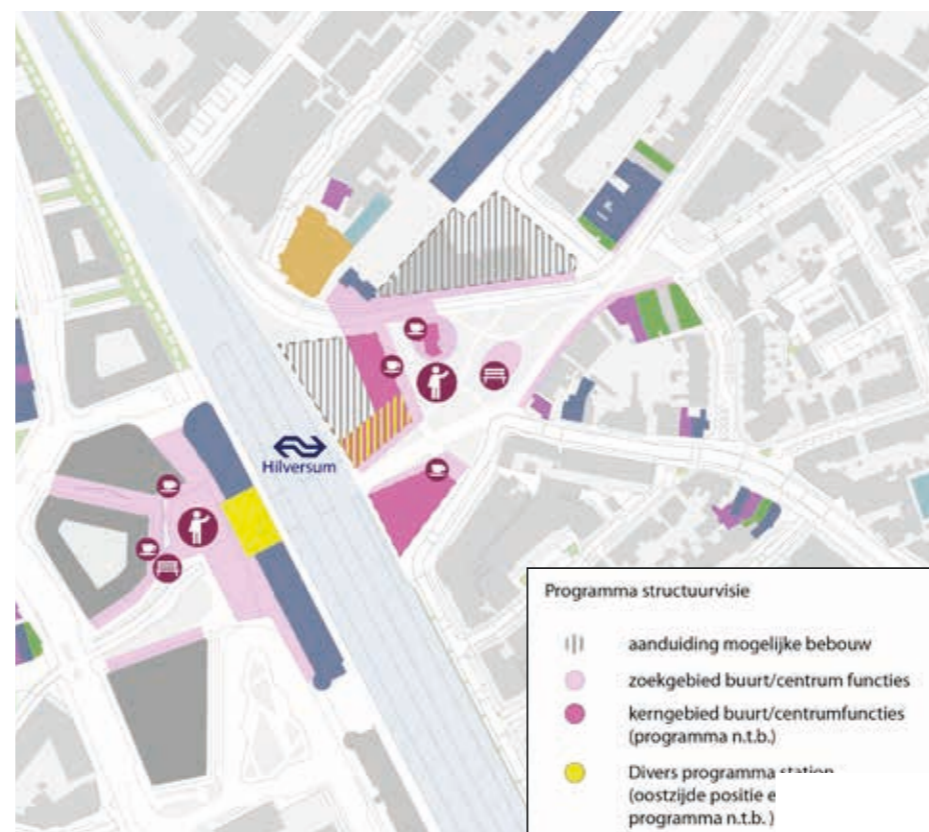 Hilversum
Programma structuurvisie
aanduiding mogelijke bebouw
zoekgebied buurt/centrum functies
kerngebied buurt/centrumfuncties
(programma n.t.b.)
Divers programma station
(oostzijde positie e
programma n.t.b. )